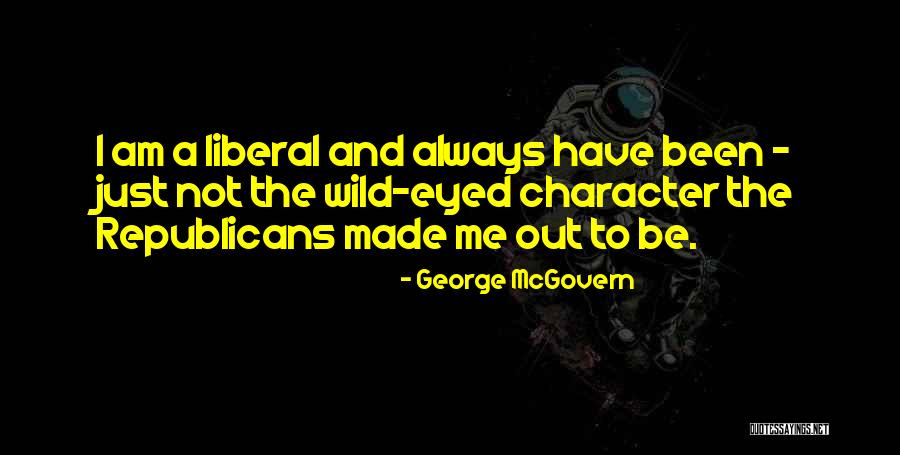 I am a liberal and always have been -
just not the wild-eyed character the
Republicans made me out to be.
- George McGovern
QUOTESSAYINGS.NET